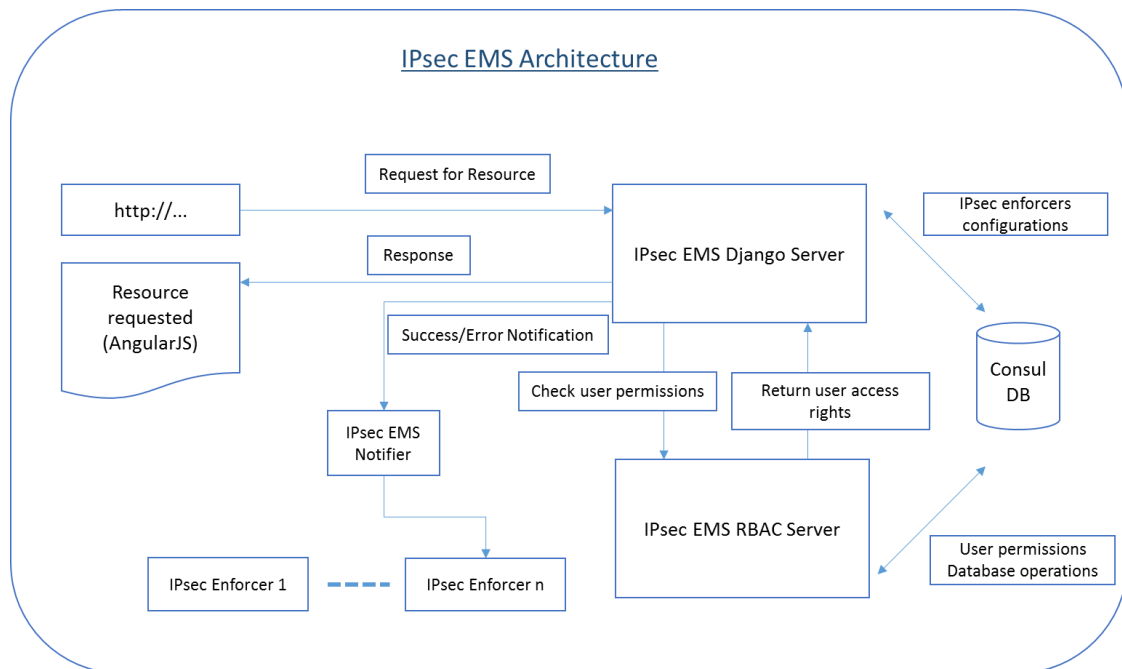 IPsec EMS Architecture
Request for Resource
http://...
IPsec enforcers
configurations
Response
IPsec EMS Django Server
Resource
requested
(AngularJS)
Success/Error Notification
Consul
DB
Check user permissions
Return user access
rights
IPsec EMS
Notifier
IPsec EMS RBAC Server
User permissions
Database operations
IPsec Enforcer 1
IPsec Enforcer n